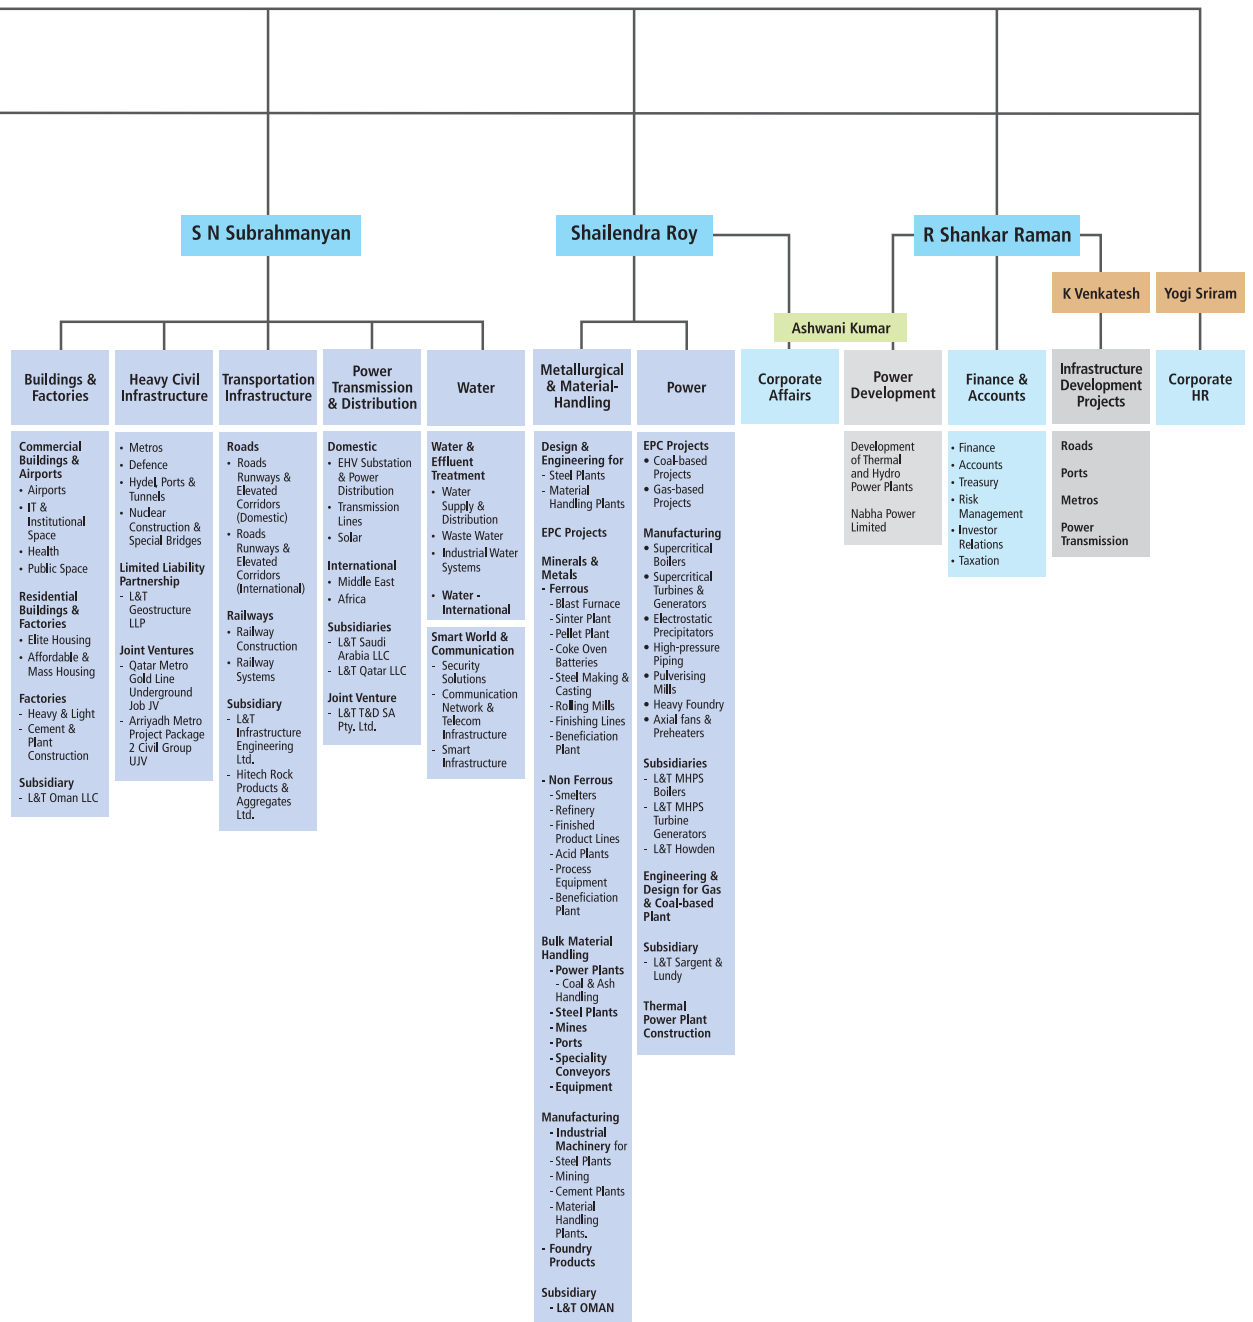 S N Subrahmanyan
Shailendra Roy
R Shankar Raman
K Venkatesh
Yogi Sriram
Ashwani Kumar
Buildings &
Factories
Commercial
Buildings &
Airports
• Airports
• IT &
Institutional
Space
• Health
• Public Space
Residential
Buildings &
Factories
• Elite Housing
• Affordable &
Mass Housing
Factories
- Heavy & Light
- Cement &
Plant
Construction
Subsidiary
- L&T Oman LLC
Heavy Civil
Infrastructure
• Metros
• Defence
• Hydel, Ports &
Tunnels
• Nuclear
Construction &
Special Bridges
Limited Liability
Partnership
- L&T
Geostructure
LLP
Joint Ventures
- Qatar Metro
Gold Line
Underground
Job JV
- Arriyadh Metro
Project Package
2 Civil Group
UJV
Transportation
Infrastructure
Roads
• Roads
Runways &
Elevated
Corridors
(Domestic)
• Roads
Runways &
Elevated
Corridors
(International)
Railways
• Railway
Construction
• Railway
Systems
Subsidiary
- L&T
Infrastructure
Engineering
Ltd.
- Hitech Rock
Products &
Aggregates
Ltd.
Power
Transmission
& Distribution
Domestic
• EHV Substation
& Power
Distribution
• Transmission
Lines
• Solar
International
• Middle East
• Africa
Subsidiaries
- L&T Saudi
Arabia LLC
- L&T Qatar LLC
Joint Venture
- L&T T&D SA
Pty. Ltd.
Water
Water &
Effluent
Treatment
• Water
Supply &
Distribution
• Waste Water
• Industrial Water
Systems
• Water -
International
Smart World &
Communication
- Security
Solutions
- Communication
Network &
Telecom
Infrastructure
- Smart
Infrastructure
Metallurgical
& Material-
Handling
Design &
Engineering for
- Steel Plants
- Material
Handling Plants
EPC Projects
Minerals &
Metals
- Ferrous
- Blast Furnace
- Sinter Plant
- Pellet Plant
- Coke Oven
Batteries
- Steel Making &
Casting
- Rolling Mills
- Finishing Lines
- Beneficiation
Plant
- Non Ferrous
- Smelters
- Refinery
- Finished
Product Lines
- Acid Plants
- Process
Equipment
- Beneficiation
Plant
Bulk Material
Handling
- Power Plants
- Coal & Ash
Handling
- Steel Plants
- Mines
- Ports
- Speciality
Conveyors
- Equipment
Manufacturing
- Industrial
Machinery for
- Steel Plants
- Mining
- Cement Plants
- Material
Handling
Plants.
- Foundry
Products
Subsidiary
- L&T OMAN
Power
EPC Projects
• Coal-based
Projects
• Gas-based
Projects
Manufacturing
• Supercritical
Boilers
• Supercritical
Turbines &
Generators
• Electrostatic
Precipitators
• High-pressure
Piping
• Pulverising
Mills
• Heavy Foundry
• Axial fans &
Preheaters
Subsidiaries
- L&T MHPS
Boilers
- L&T MHPS
Turbine
Generators
- L&T Howden
Engineering &
Design for Gas
& Coal-based
Plant
Subsidiary
- L&T Sargent &
Lundy
Thermal
Power Plant
Construction
Corporate
Affairs
Power
Development
Development
of Thermal
and Hydro
Power Plants
Nabha Power
Limited
Finance &
Accounts
• Finance
• Accounts
• Treasury
• Risk
Management
• Investor
Relations
• Taxation
Infrastructure
Development
Projects
Roads
Ports
Metros
Power
Transmission
Corporate
HR